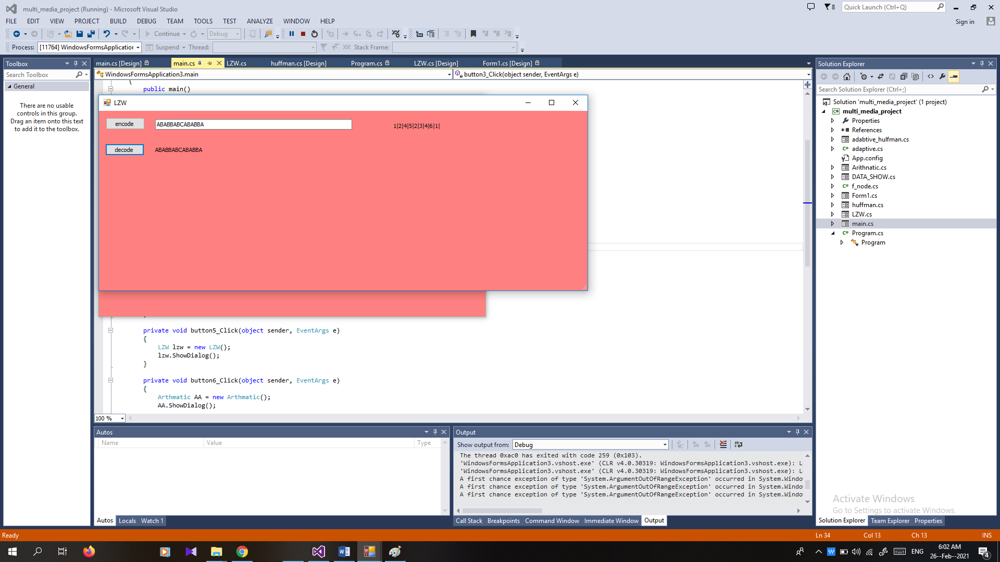 multi_media_project (Running) - Microsoft Visual Studio
8
Quick Launch (Ctrl+Q)
FILE EDIT VIEW PROJECT BUILD DEBUG TEAM TOOLS TEST ANALYZE WINDOW HELP
Sign in
Continue Debug
Process: [11764] WindowsFormsApplication Suspend Thread: Stack Frame:
Toolbox
Search Toolbox
General
There are no usable
controls in this group.
Drag an item onto this text
to add it to the toolbox.
main.cs [Design] main.cs LZW.cs huffman.cs [Design] Program.cs LZW.cs [Design] Form1.cs [Design]
WindowsFormsApplication3.main button3_Click(object sender, EventArgs e)
{
public main()
LZW
encode ABABBABCABABBA 1|2|4|5|2|3|4|6|1|
decode ABABBABCABABBA
private void button5_Click(object sender, EventArgs e)
{
LZW lzw = new LZW();
lzw.ShowDialog();
}
private void button6_Click(object sender, EventArgs e)
{
Arthmatic AA = new Arthmatic();
AA.ShowDialog();
100 %
Solution Explorer
Search Solution Explorer (Ctrl+;)
Solution 'multi_media_project' (1 project)
multi_media_project
Properties
References
adabtive_hulfman.cs
adaptive.cs
App.config
Arithnatic.cs
DATA_SHOW.cs
f_node.cs
Form1.cs
huffman.cs
LZW.cs
main.cs
Program.cs
Program
Autos
Name Value Type
Autos Locals Watch 1
Output
Show output from: Debug
The thread 0xac0 has exited with code 259 (0x103).
'WindowsFormsApplication3.vshost.exe' (CLR v4.0.30319: WindowsFormsApplication3.vshost.exe): L
'WindowsFormsApplication3.vshost.exe' (CLR v4.0.30319: WindowsFormsApplication3.vshost.exe): L
A first chance exception of type 'System.ArgumentOutOfRangeException' occurred in System.Windo
A first chance exception of type 'System.ArgumentOutOfRangeException' occurred in System.Windo
A first chance exception of type 'System.ArgumentOutOfRangeException' occurred in System.Windo
Call Stack Breakpoints Command Window Immediate Window Output
Activate Windows
Go to Settings to activate Windows.
Solution Explorer Team Explorer Properties
Ready Ln 34 Col 13 Ch 13 INS
ENG
6:02 AM
26--Feb--2021
4